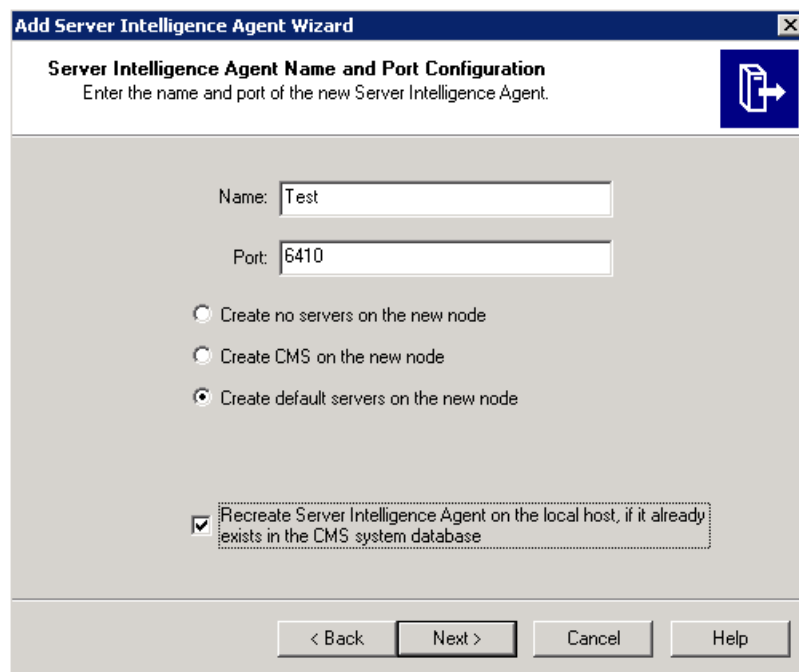 Add Server Intelligence Agent Wizard
Server Intelligence Agent Name and Port Configuration
Enter the name and port of the new Server Intelligence Agent.
Name: Test
Port: 6410
Create no servers on the new node
Create CMS on the new node
Create default servers on the new node
Recreate Server Intelligence Agent on the local host, if it already
exists in the CMS system database
< Back Next > Cancel Help